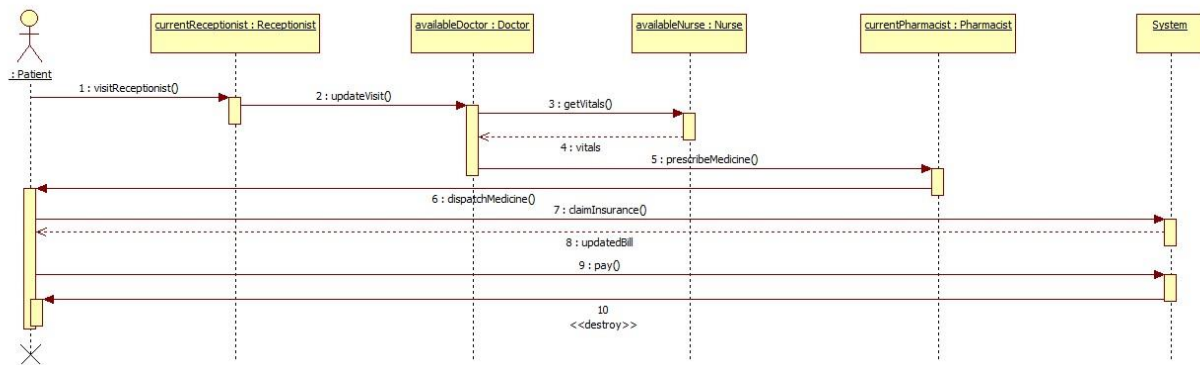 currentReceptionist : Receptionist
availableDoctor : Doctor
availableNurse : Nurse
currentPharmacist : Pharmacist
System
: Patient
1 : visitReceptionist()
2 : updateVisit()
3 : getVitals()
4 : vitals
5 : prescribeMedicine()
6 : dispatchMedicine()
7 : claimInsurance()
8 : updatedBill
9 : pay()
10
<<destroy>>